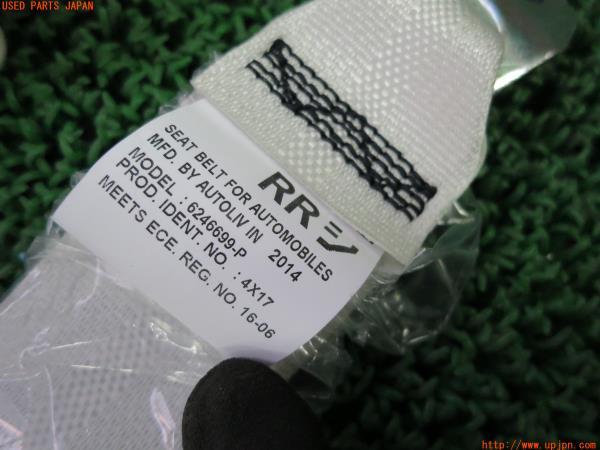 USED PARTS JAPAN
RR
SEAT BELT FOR AUTOMOBILES
MFD. BY AUTOLIV IN 2014
MODEL : 6246699-P
PROD. IDENT. NO. : 4X17
MEETS ECE. REG. NO. 16-06
http://www.upjpn.com